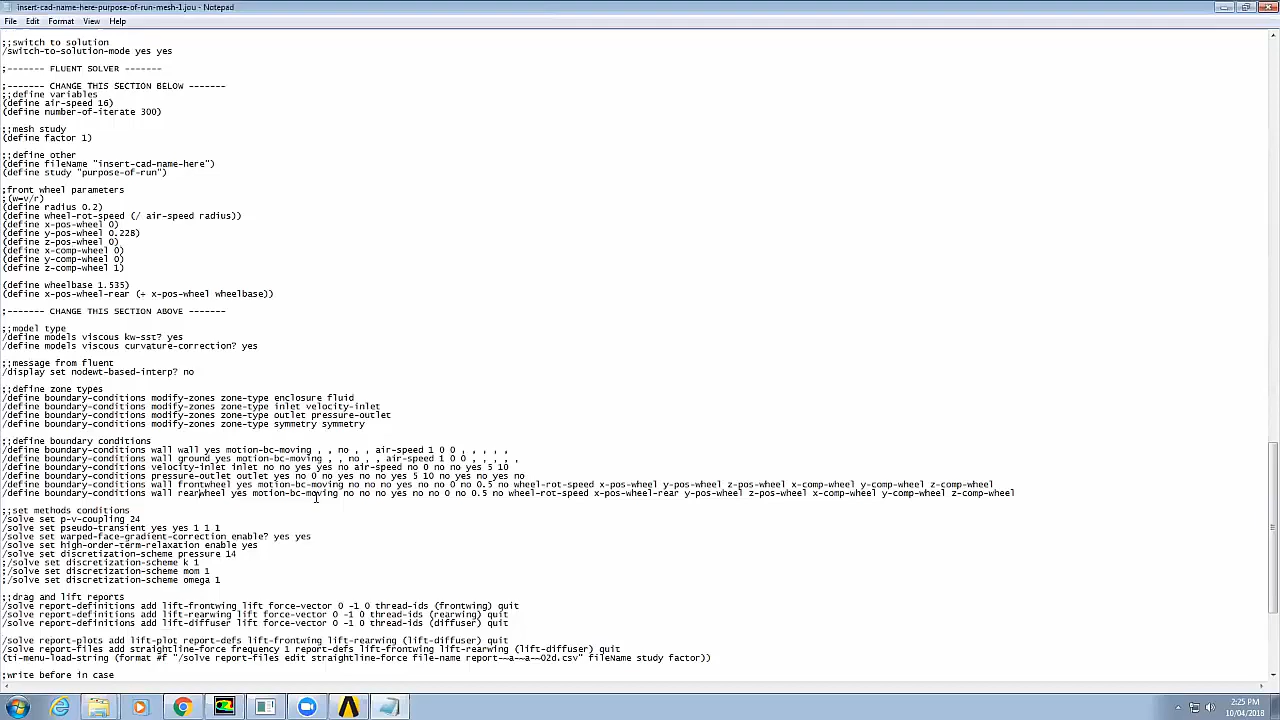 insert-cad-name-here-purpose-of-run-mesh-1.jou - Notepad
File Edit Format View Help
;;switch to solution
/switch-to-solution-mode yes yes
;------- FLUENT SOLVER -------
;------- CHANGE THIS SECTION BELOW -------
;;define variables
(define air-speed 16)
(define number-of-iterate 300)
;;mesh study
(define factor 1)
;;define other
(define fileName "insert-cad-name-here")
(define study "purpose-of-run")
;front wheel parameters
;(w=v/r)
(define radius 0.2)
(define wheel-rot-speed (/ air-speed radius))
(define x-pos-wheel 0)
(define y-pos-wheel 0.228)
(define z-pos-wheel 0)
(define x-comp-wheel 0)
(define y-comp-wheel 0)
(define z-comp-wheel 1)
(define wheelbase 1.535)
(define x-pos-wheel-rear (+ x-pos-wheel wheelbase))
;------- CHANGE THIS SECTION ABOVE -------
;;model type
/define models viscous kw-sst? yes
/define models viscous curvature-correction? yes
;;message from fluent
/display set nodewt-based-interp? no
;;define zone types
/define boundary-conditions modify-zones zone-type enclosure fluid
/define boundary-conditions modify-zones zone-type inlet velocity-inlet
/define boundary-conditions modify-zones zone-type outlet pressure-outlet
/define boundary-conditions modify-zones zone-type symmetry symmetry
;;define boundary conditions
/define boundary-conditions wall wall yes motion-bc-moving , , no , , air-speed 1 0 0 , , , , ,
/define boundary-conditions wall ground yes motion-bc-moving , , no , , air-speed 1 0 0 , , , , ,
/define boundary-conditions velocity-inlet inlet no no yes yes no air-speed no 0 no no yes 5 10
/define boundary-conditions pressure-outlet outlet yes no 0 no yes no no yes 5 10 no yes no yes no
/define boundary-conditions wall frontwheel yes motion-bc-moving no no no yes no no 0 no 0.5 no wheel-rot-speed x-pos-wheel y-pos-wheel z-pos-wheel x-comp-wheel y-comp-wheel z-comp-wheel
/define boundary-conditions wall rearwheel yes motion-bc-moving no no no yes no no 0 no 0.5 no wheel-rot-speed x-pos-wheel-rear y-pos-wheel z-pos-wheel x-comp-wheel y-comp-wheel z-comp-wheel
;;set methods conditions
/solve set p-v-coupling 24
/solve set pseudo-transient yes yes 1 1 1
/solve set warped-face-gradient-correction enable? yes yes
/solve set high-order-term-relaxation enable yes
/solve set discretization-scheme pressure 14
;/solve set discretization-scheme k 1
;/solve set discretization-scheme mom 1
;/solve set discretization-scheme omega 1
;;drag and lift reports
/solve report-definitions add lift-frontwing lift force-vector 0 -1 0 thread-ids (frontwing) quit
/solve report-definitions add lift-rearwing lift force-vector 0 -1 0 thread-ids (rearwing) quit
/solve report-definitions add lift-diffuser lift force-vector 0 -1 0 thread-ids (diffuser) quit
/solve report-plots add lift-plot report-defs lift-frontwing lift-rearwing (lift-diffuser) quit
/solve report-files add straightline-force frequency 1 report-defs lift-frontwing lift-rearwing (lift-diffuser) quit
(ti-menu-load-string (format #f "/solve report-files edit straightline-force file-name report-~a-~a-~02d.csv" fileName study factor))
;write before in case
2:25 PM
10/04/2018